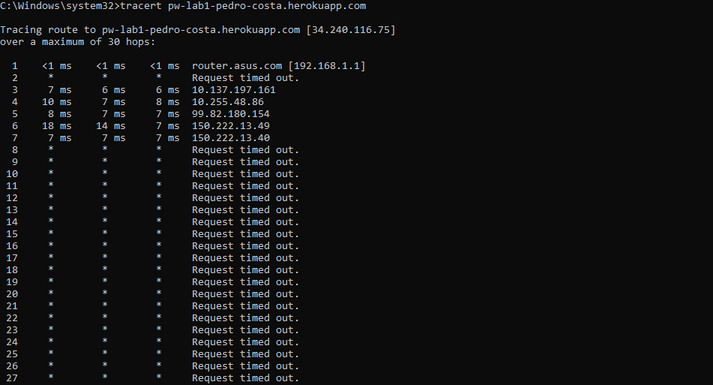 C:\Windows\system32>tracert pw-lab1-pedro-costa.herokuapp.com
Tracing route to pw-lab1-pedro-costa.herokuapp.com [34.240.116.75]
over a maximum of 30 hops:
1 <1 ms <1 ms <1 ms router.asus.com [192.168.1.1]
2 * * * Request timed out.
3 7 ms 6 ms 6 ms 10.137.197.161
4 10 ms 7 ms 8 ms 10.255.48.86
5 8 ms 7 ms 7 ms 99.82.180.154
6 18 ms 14 ms 7 ms 150.222.13.49
7 7 ms 7 ms 7 ms 150.222.13.40
8 * * * Request timed out.
9 * * * Request timed out.
10 * * * Request timed out.
11 * * * Request timed out.
12 * * * Request timed out.
13 * * * Request timed out.
14 * * * Request timed out.
15 * * * Request timed out.
16 * * * Request timed out.
17 * * * Request timed out.
18 * * * Request timed out.
19 * * * Request timed out.
20 * * * Request timed out.
21 * * * Request timed out.
22 * * * Request timed out.
23 * * * Request timed out.
24 * * * Request timed out.
25 * * * Request timed out.
26 * * * Request timed out.
27 * * * Request timed out.